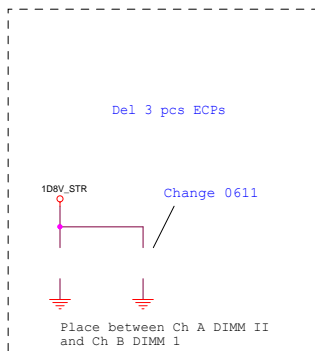 Del 3 pcs ECPs
1D8V_STR
Change 0611
Place between Ch A DIMM II
and Ch B DIMM 1